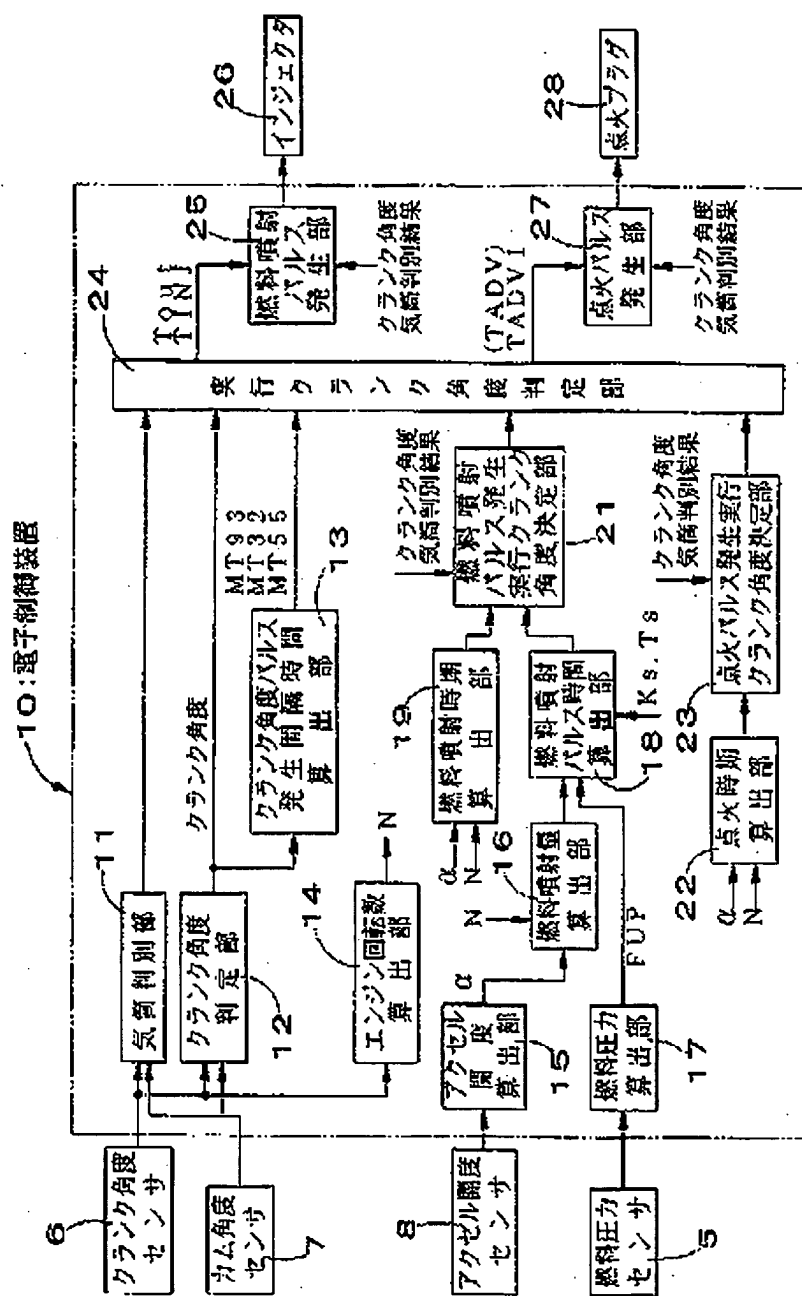 10:電子制御装置
6
クランク角度
センサ
7
カム角度
センサ
8
アクセル開度
センサ
5
燃料圧力
センサ
11
気筒判別部
12
クランク角度
判定部
クランク角度
14
エンジン回転数
算出部
N
13
クランク角度パルス
発生間隔時間
算出部
MT93
MT32
MT55
15
アクセル
開度
算出部
α
17
燃料圧力
算出部
FUP
N
16
燃料噴射量
算出部
α
N
19
燃料噴射時期
算出部
18
燃料噴射
パルス時間
算出部
Ks.Ts
クランク角度
気筒判別結果
21
燃料噴射
パルス発生
実行クランク
角度決定部
α
N
22
点火時期
算出部
クランク角度
気筒判別結果
23
点火パルス発生実行
クランク角度決定部
24
実行クランク角度判定部
Tout
TINJ
25
燃料噴射
パルス
発生部
クランク角度
気筒判別結果
26
インジェクタ
(TADV)
TADV1
27
点火パルス
発生部
クランク角度
気筒判別結果
28
点火プラグ